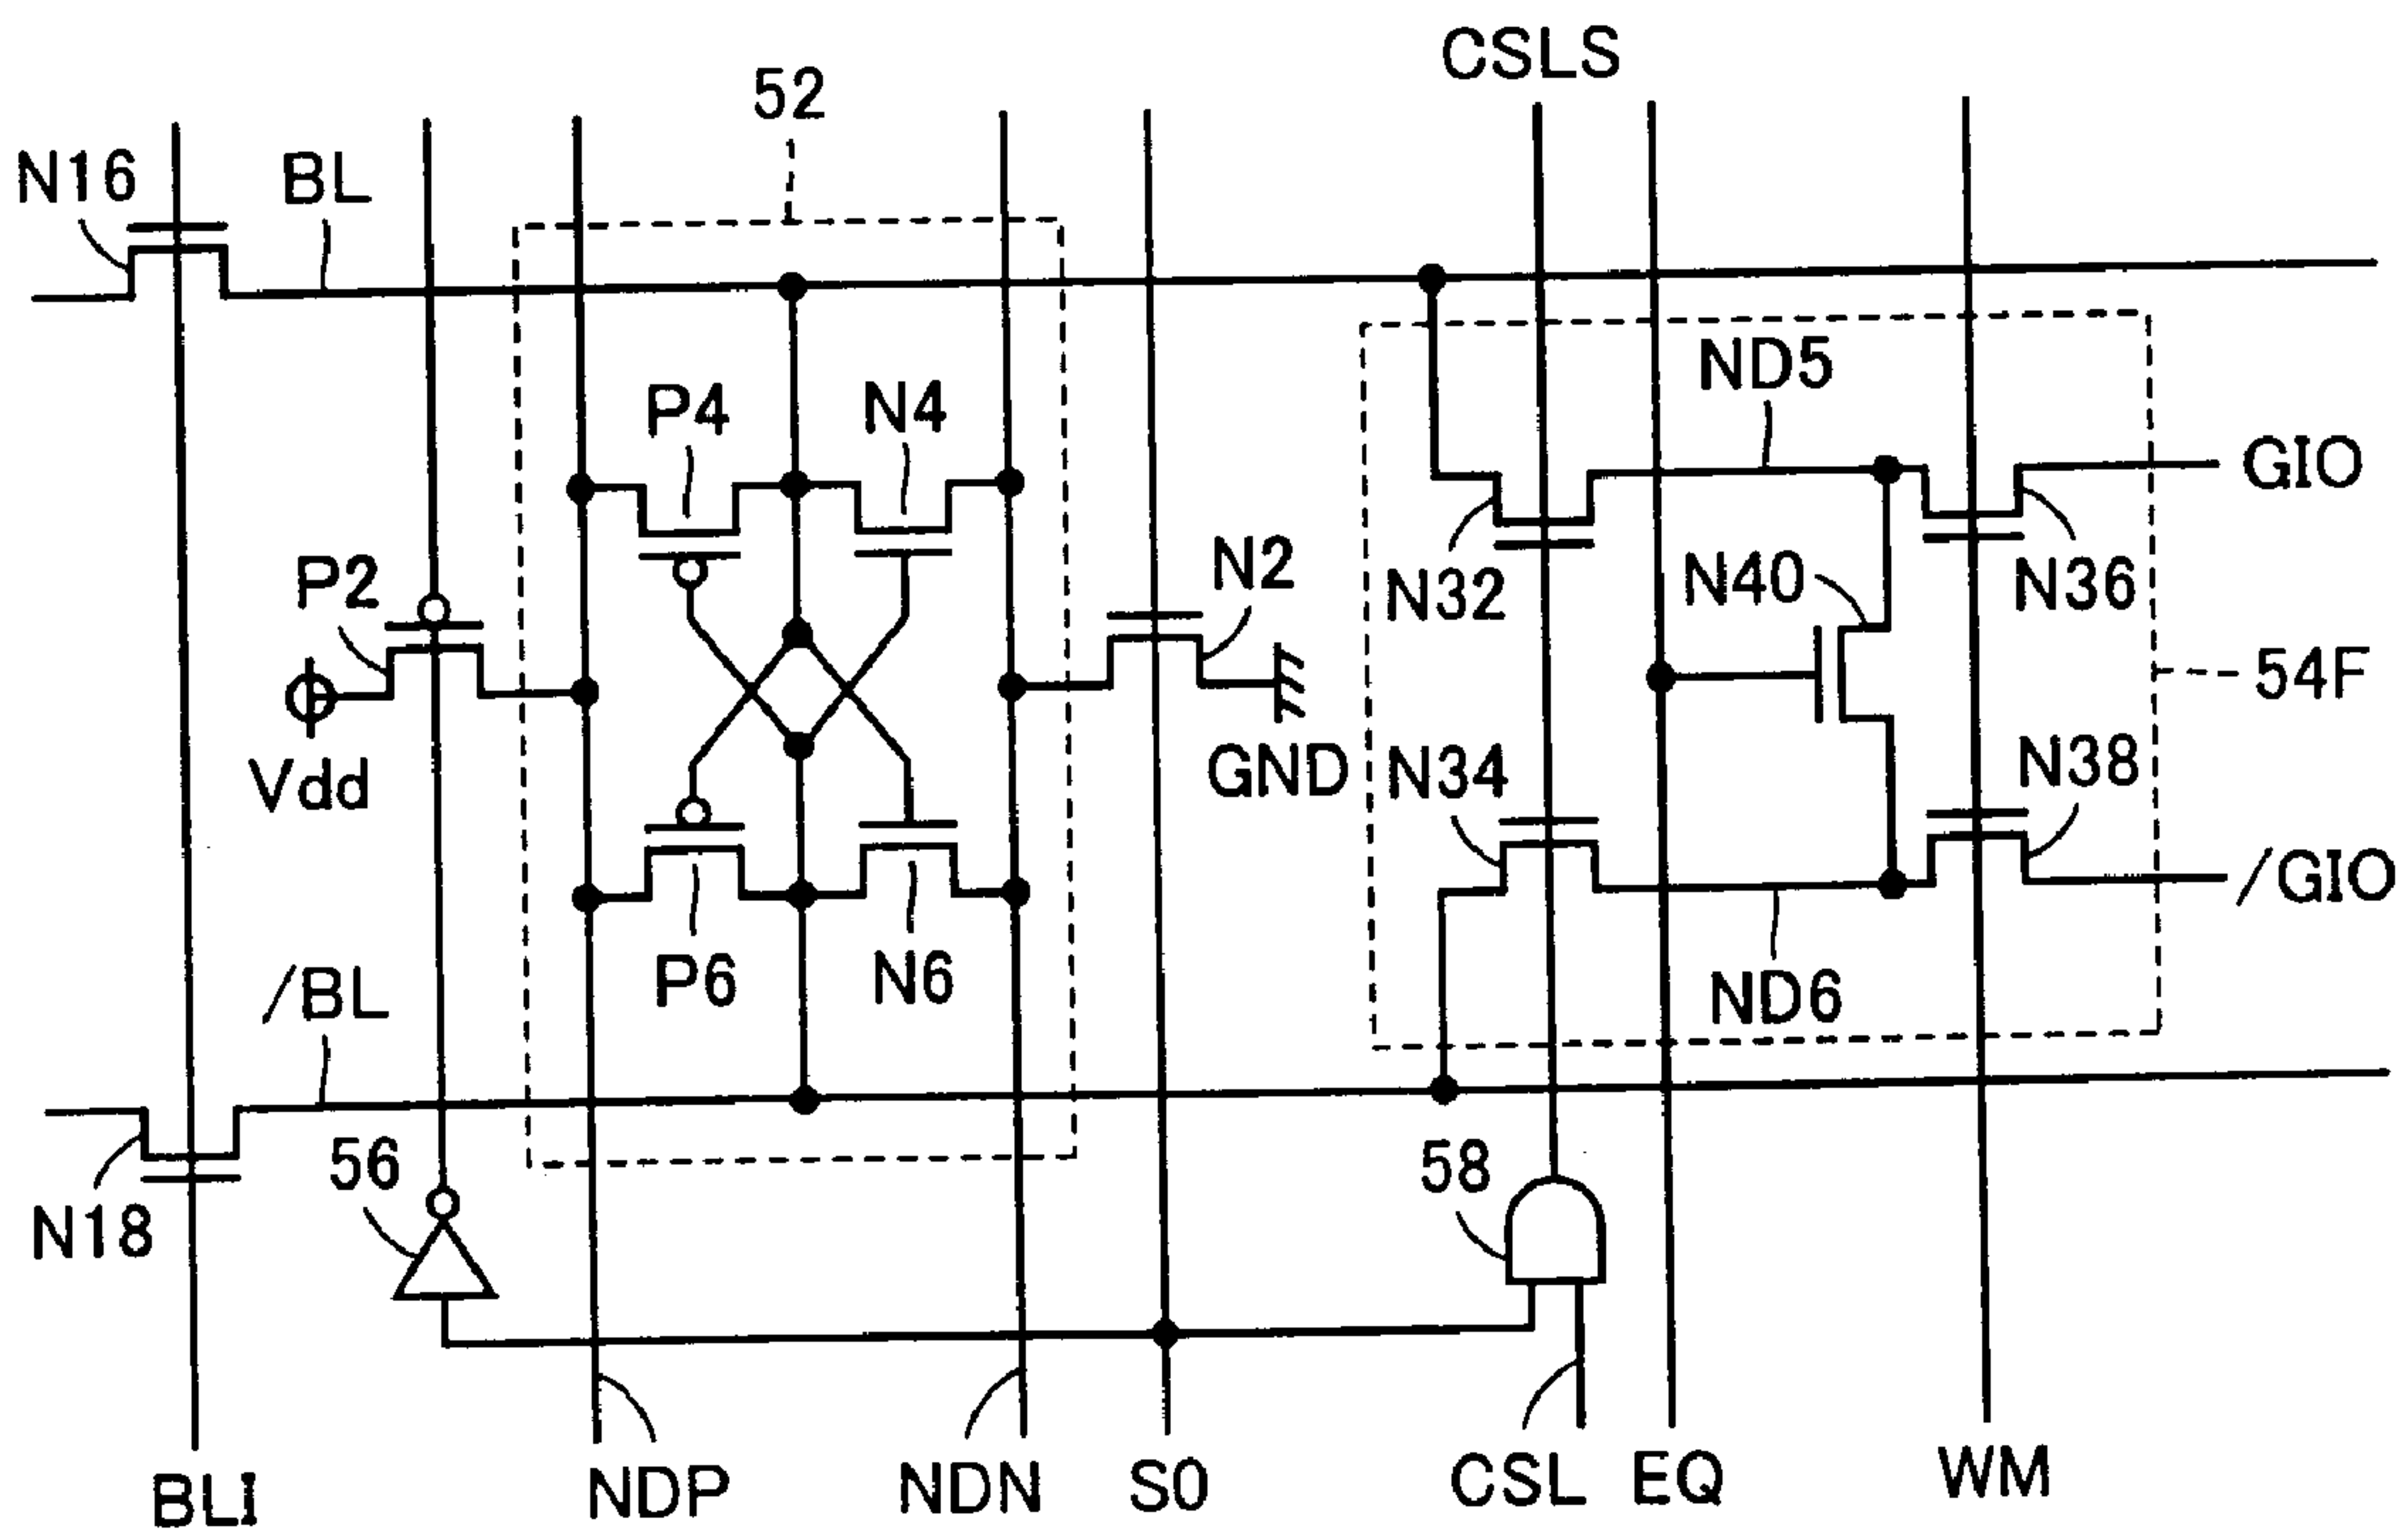 CSLS
52
N16
BL
ND5
P4
N4
GIO
P2
N2
N32
N40
N36
54F
Vdd
GND
N34
N38
/GIO
P6
N6
/BL
ND6
56
58
N18
BLI
NDP
NDN
S0
CSL
EQ
WM